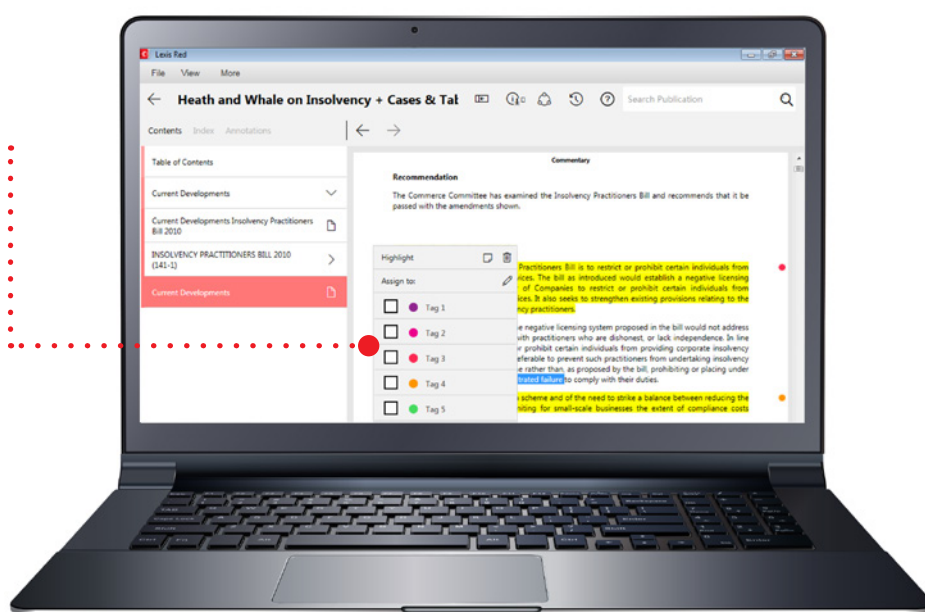 Lexis Red
File View More
Heath and Whale on Insolvency + Cases & Tab
Search Publication
Contents Index Annotations
Table of Contents
Current Developments
Current Developments Insolvency Practitioners
Bill 2010
INSOLVENCY PRACTITIONERS BILL 2010
(141-1)
Current Developments
Commentary
Recommendation
The Commerce Committee has examined the Insolvency Practitioners Bill and recommends that it be
passed with the amendments shown.
Highlight
Assign to:
Tag 1
Tag 2
Tag 3
Tag 4
Tag 5
Practitioners Bill is to restrict or prohibit certain individuals from
ices. The bill as introduced would establish a negative licensing
of Companies to restrict or prohibit certain individuals from
ices. It also seeks to strengthen existing provisions relating to the
ncy practitioners.
e negative licensing system proposed in the bill would not address
with practitioners who are dishonest, or lack independence. In line
r prohibit certain individuals from providing corporate insolvency
eferable to prevent such practitioners from undertaking insolvency
e rather than, as proposed by the bill, prohibiting or placing under
trated failure to comply with their duties.
scheme and of the need to strike a balance between reducing the
niting for small-scale businesses the extent of compliance costs